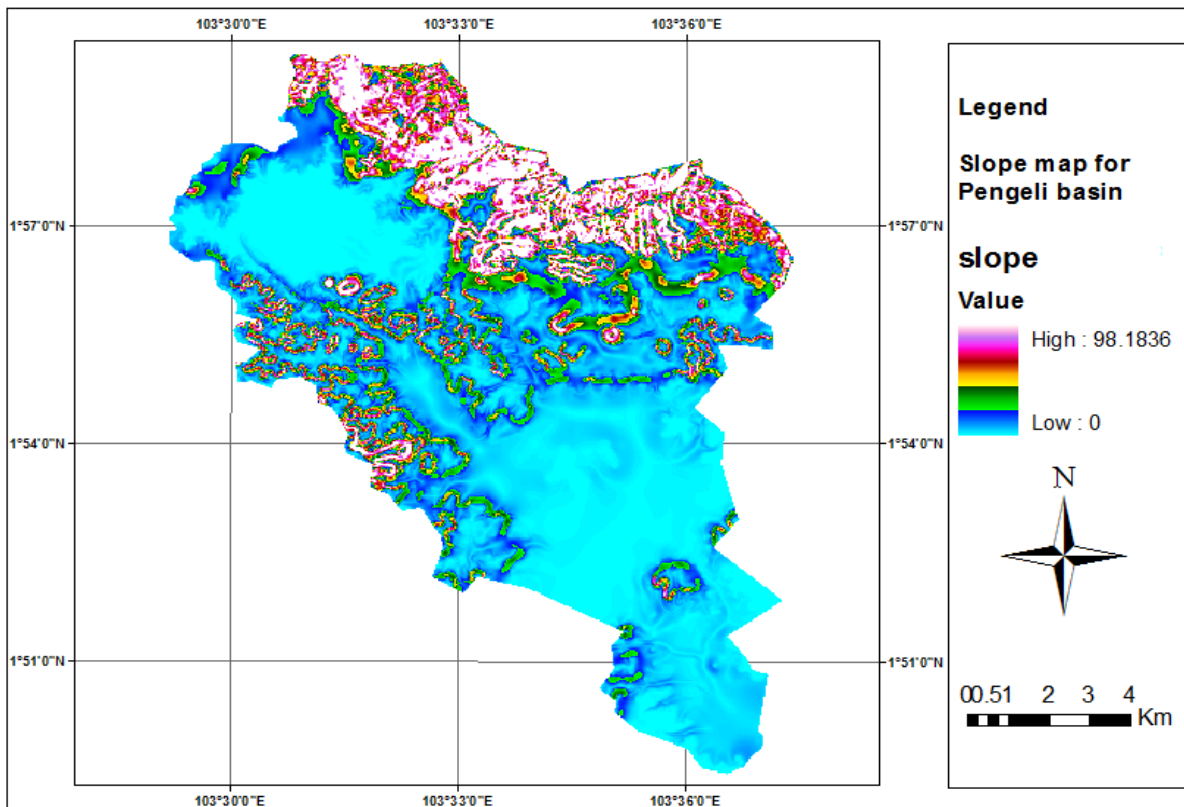 103°30'0"E 103°33'0"E 103°36'0"E
1°57'0"N 1°57'0"N
1°54'0"N 1°54'0"N
1°51'0"N 1°51'0"N
103°30'0"E 103°33'0"E 103°36'0"E
Legend
Slope map for
Pengeli basin
slope
Value
High : 98.1836
Low : 0
N
00.51 2 3 4
Km